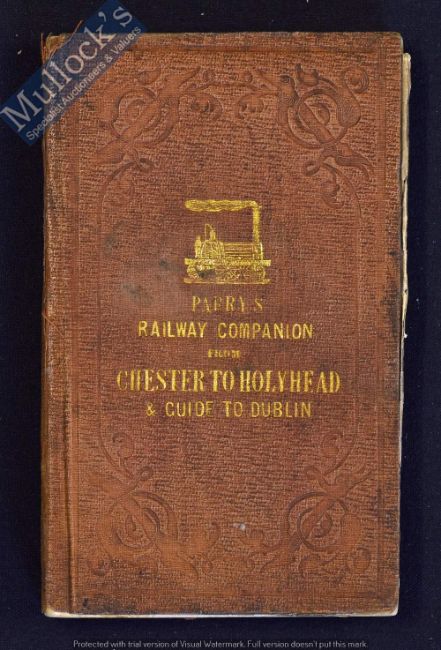 Mullock's
Specialist Auctioneers & Valuers
PARRY'S
RAILWAY COMPANION
FROM
CHESTER TO HOLYHEAD
& GUIDE TO DUBLIN
Protected with trial version of Visual Watermark. Full version doesn't put this mark.